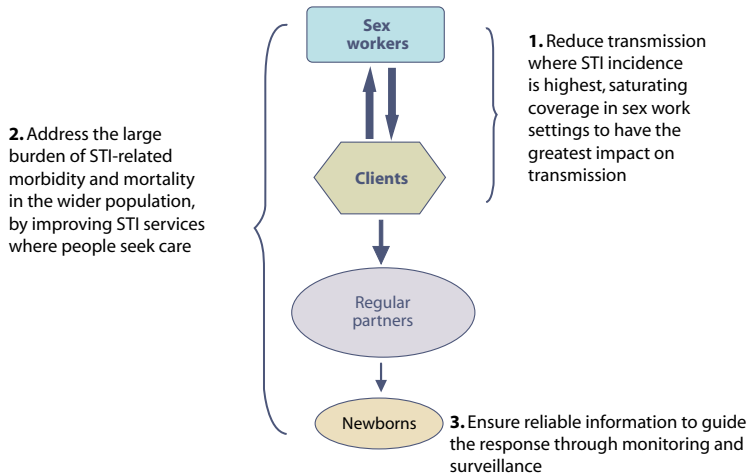 Sex
workers
1. Reduce transmission
where STI incidence
is highest, saturating
coverage in sex work
settings to have the
greatest impact on
transmission
2. Address the large
burden of STI-related
morbidity and mortality
in the wider population,
by improving STI services
where people seek care
Clients
Regular
partners
Newborns
3. Ensure reliable information to guide
the response through monitoring and
surveillance